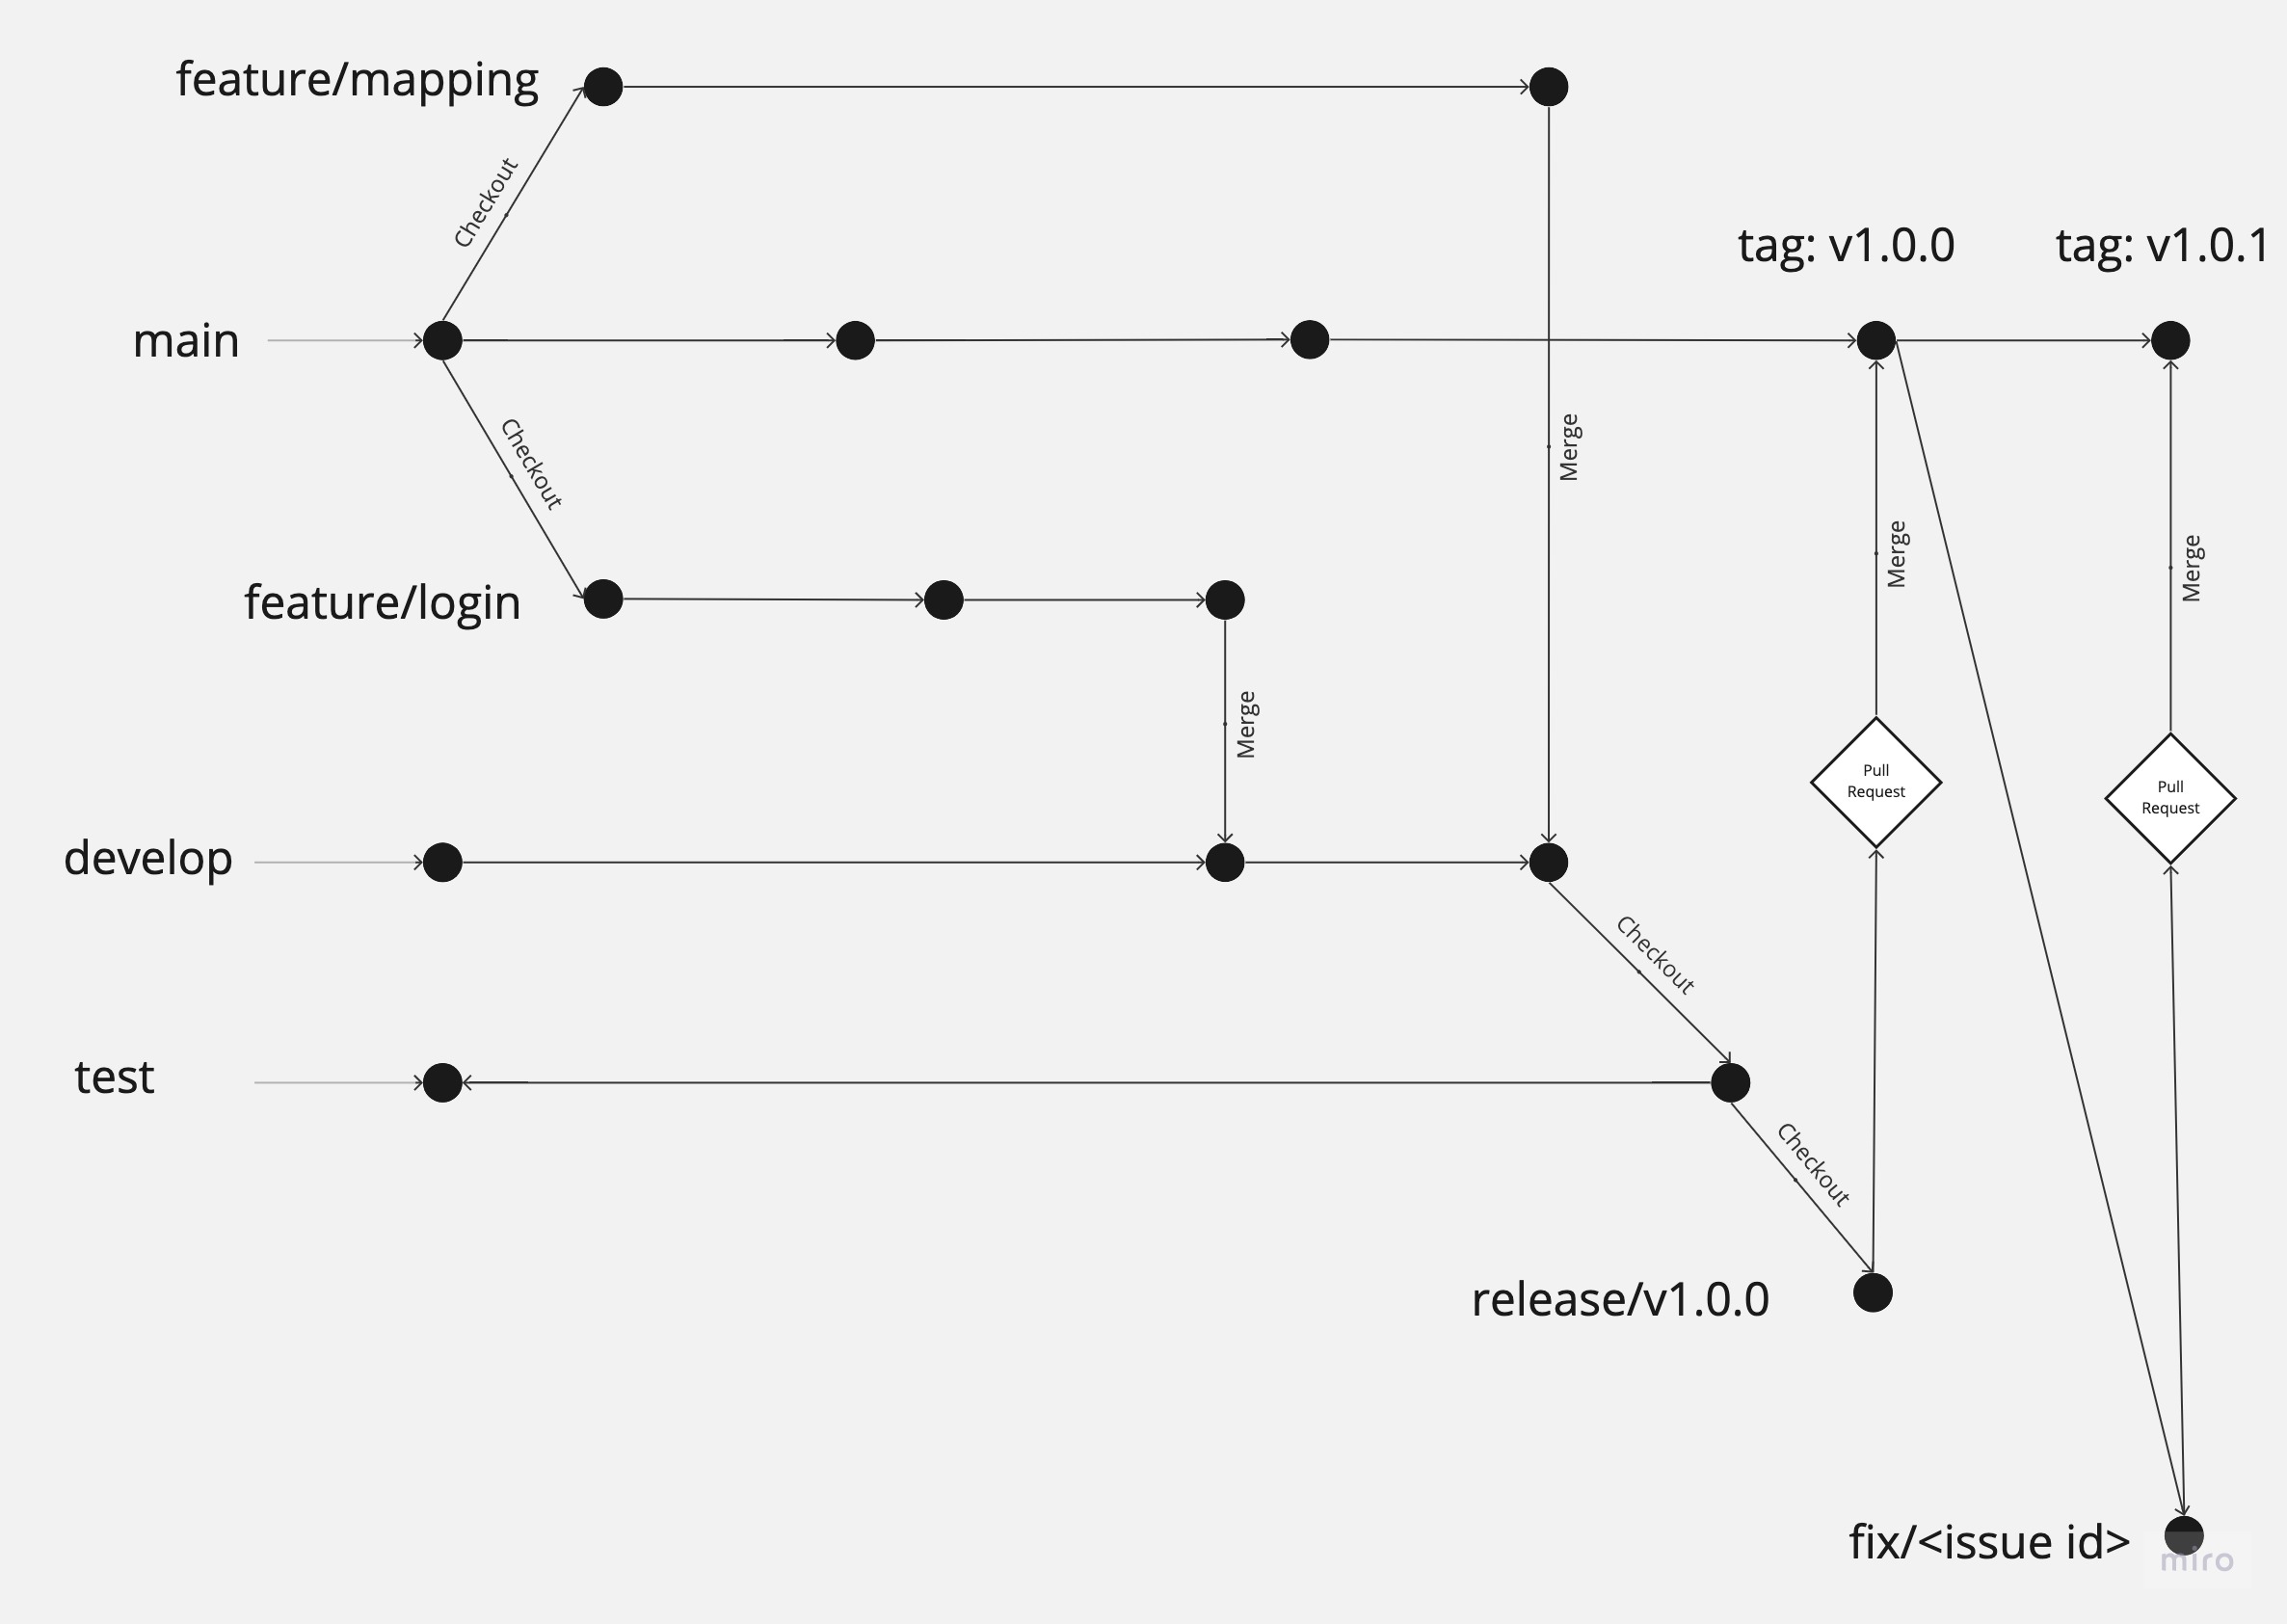 feature/mapping
Checkout
tag: v1.0.0
tag: v1.0.1
main
Checkout
Merge
feature/login
Merge
Merge
Merge
Pull
Request
Pull
Request
develop
Checkout
test
Checkout
release/v1.0.0
fix/<issue id>
miro